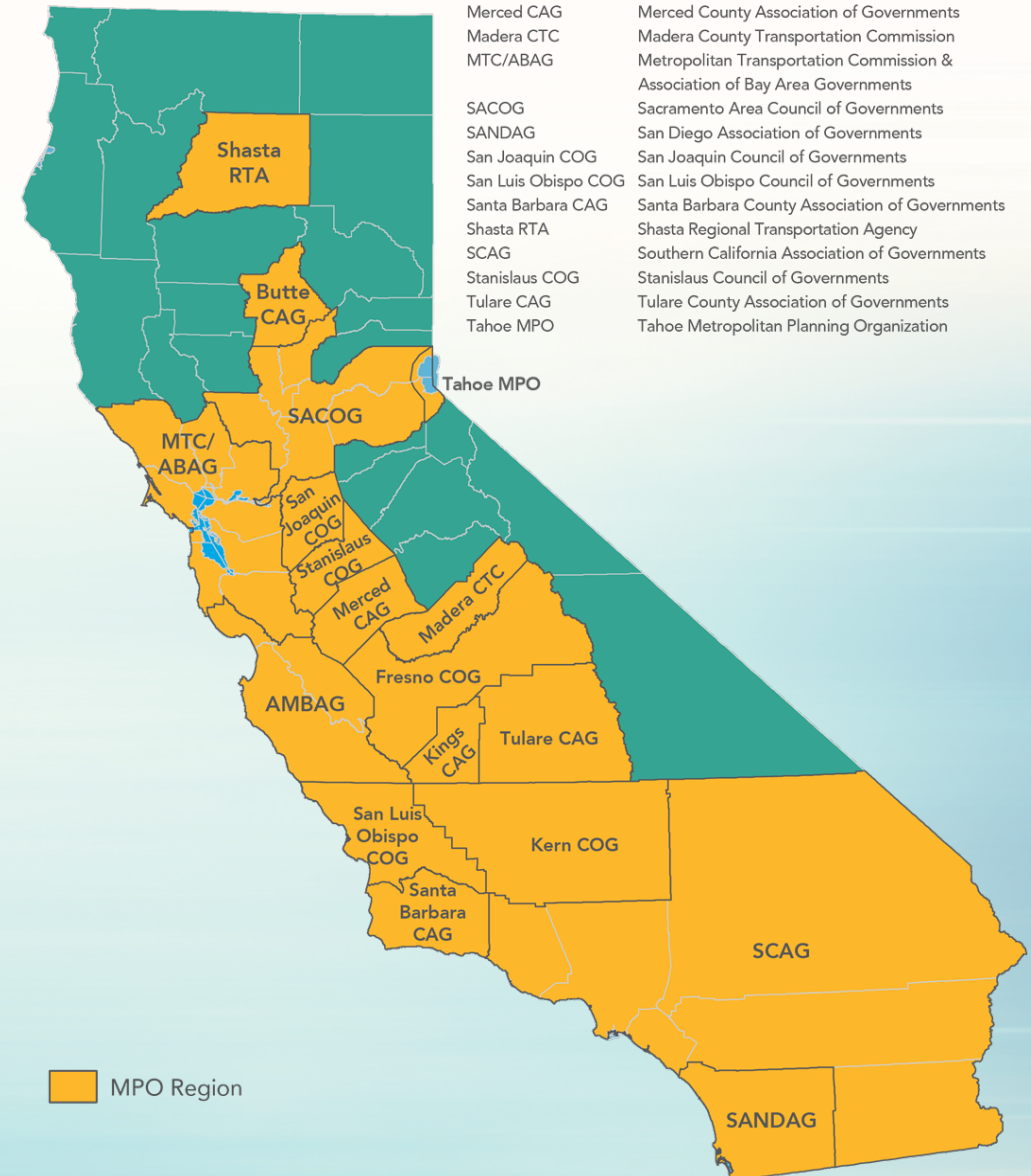 Merced CAG Merced County Association of Governments
Madera CTC Madera County Transportation Commission
MTC/ABAG Metropolitan Transportation Commission &
Association of Bay Area Governments
SACOG Sacramento Area Council of Governments
SANDAG San Diego Association of Governments
San Joaquin COG San Joaquin Council of Governments
San Luis Obispo COG San Luis Obispo Council of Governments
Santa Barbara CAG Santa Barbara County Association of Governments
Shasta RTA Shasta Regional Transportation Agency
SCAG Southern California Association of Governments
Stanislaus COG Stanislaus Council of Governments
Tulare CAG Tulare County Association of Governments
Tahoe MPO Tahoe Metropolitan Planning Organization
Shasta
RTA
Butte
CAG
Tahoe MPO
SACOG
MTC/
ABAG
San
Joaquin
COG
Stanislaus
COG
Merced
CAG
Madera CTC
Fresno COG
AMBAG
Kings
CAG
Tulare CAG
San Luis
Obispo
COG
Kern COG
Santa
Barbara
CAG
SCAG
MPO Region
SANDAG